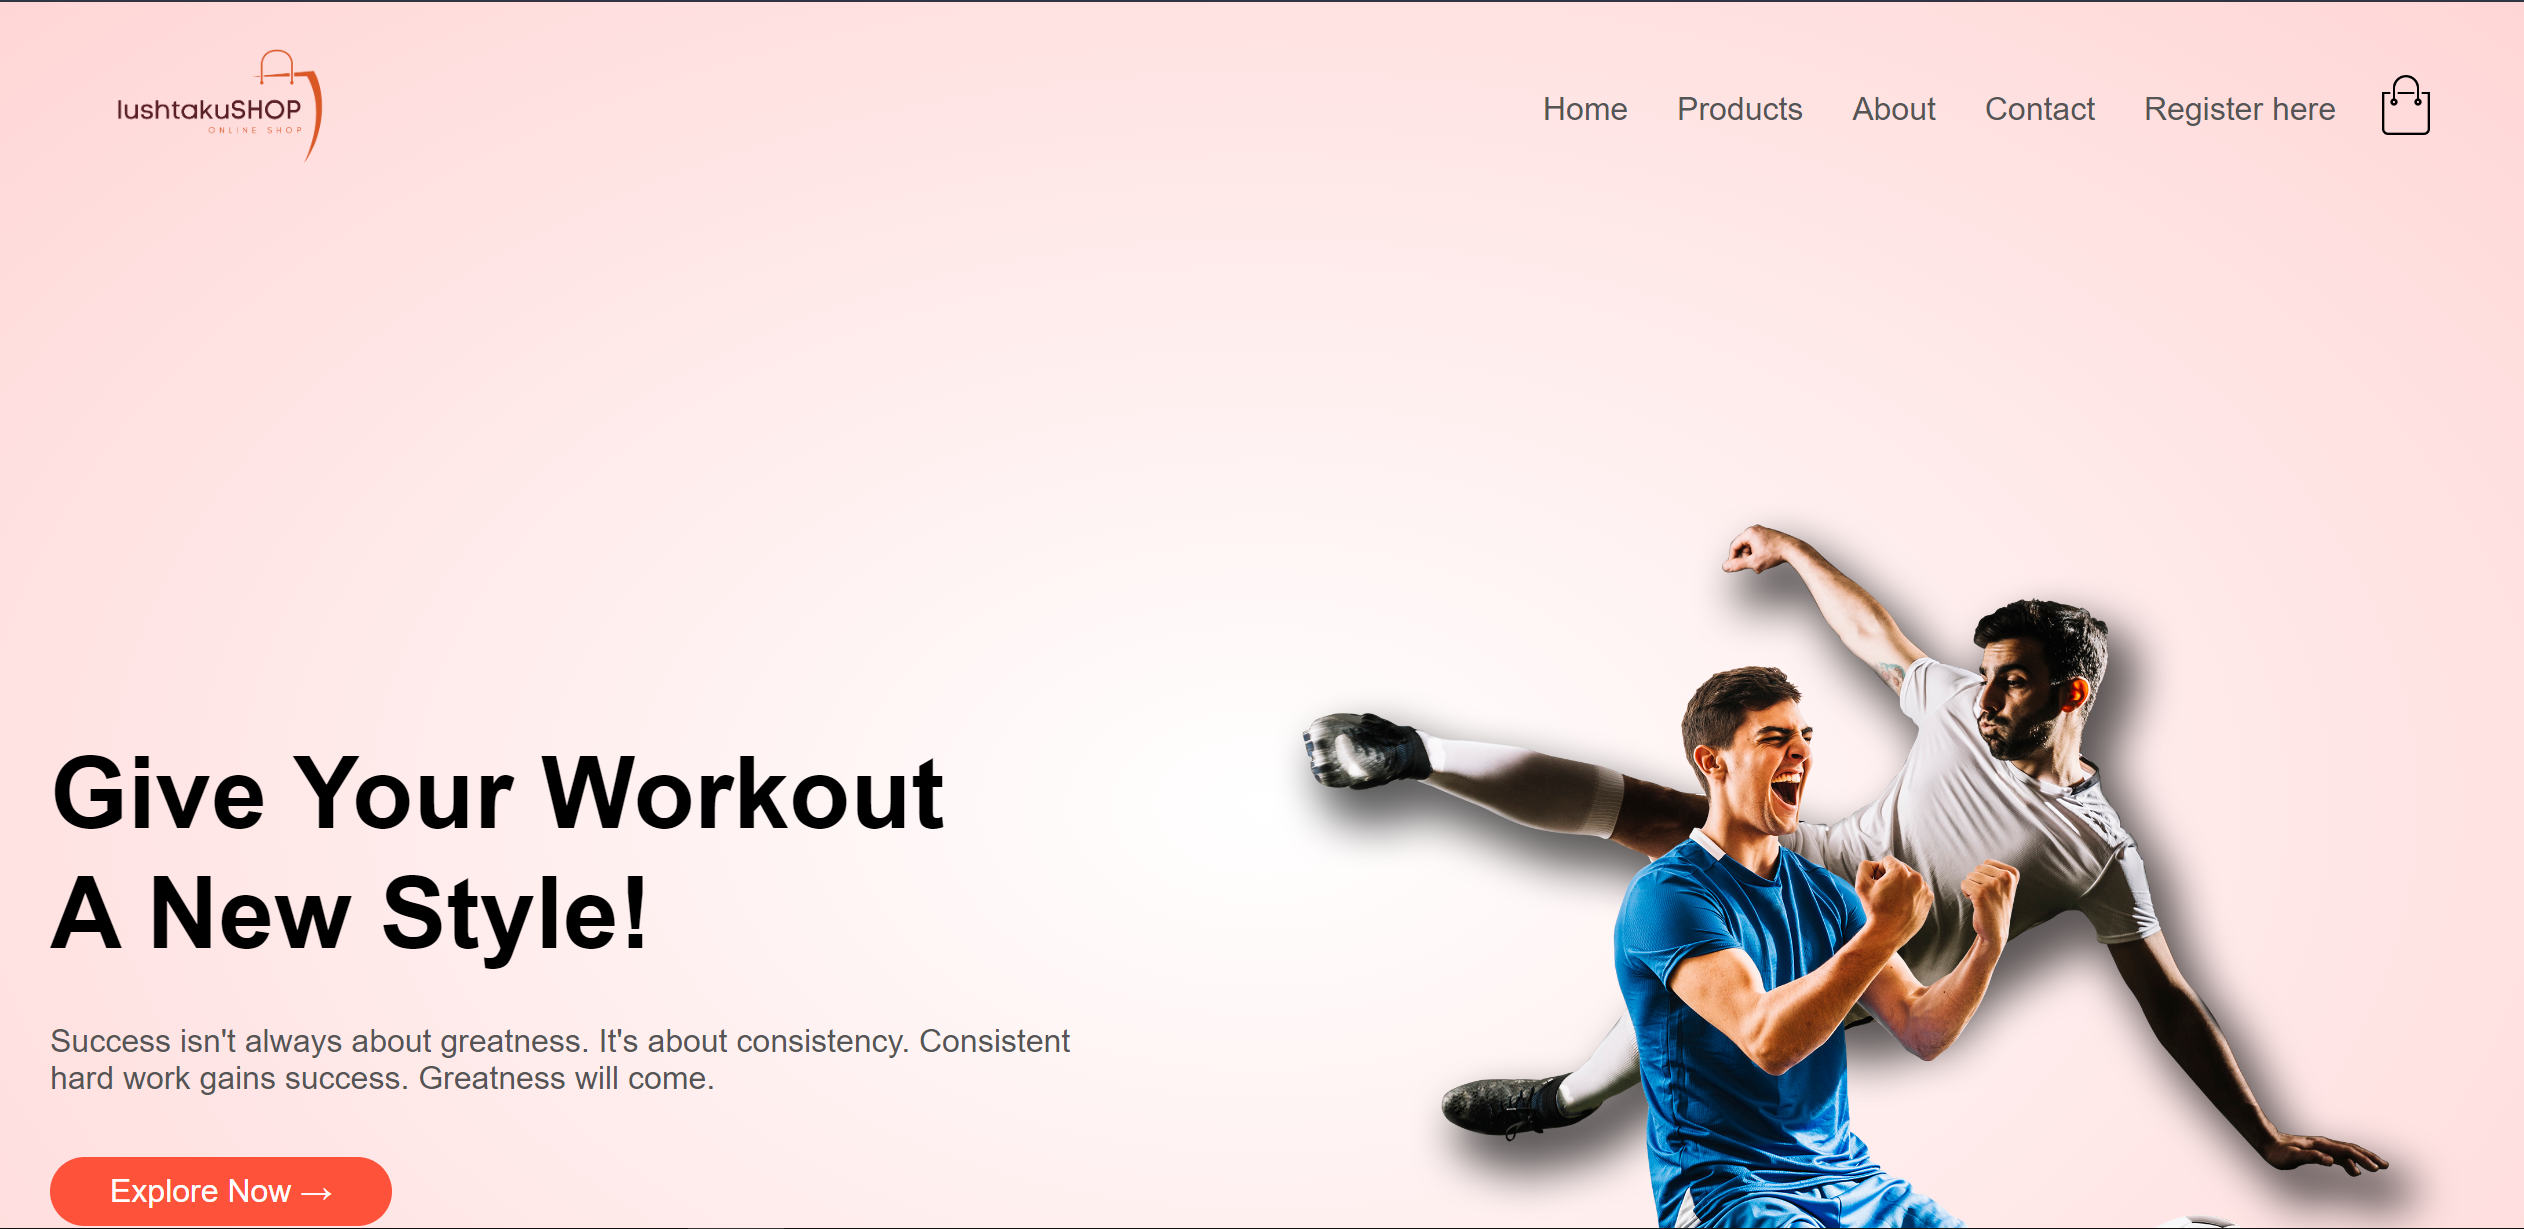 lushtakuSHOP
ONLINE SHOP
Home Products About Contact Register here
Give Your Workout
A New Style!
Success isn't always about greatness. It's about consistency. Consistent
hard work gains success. Greatness will come.
Explore Now →